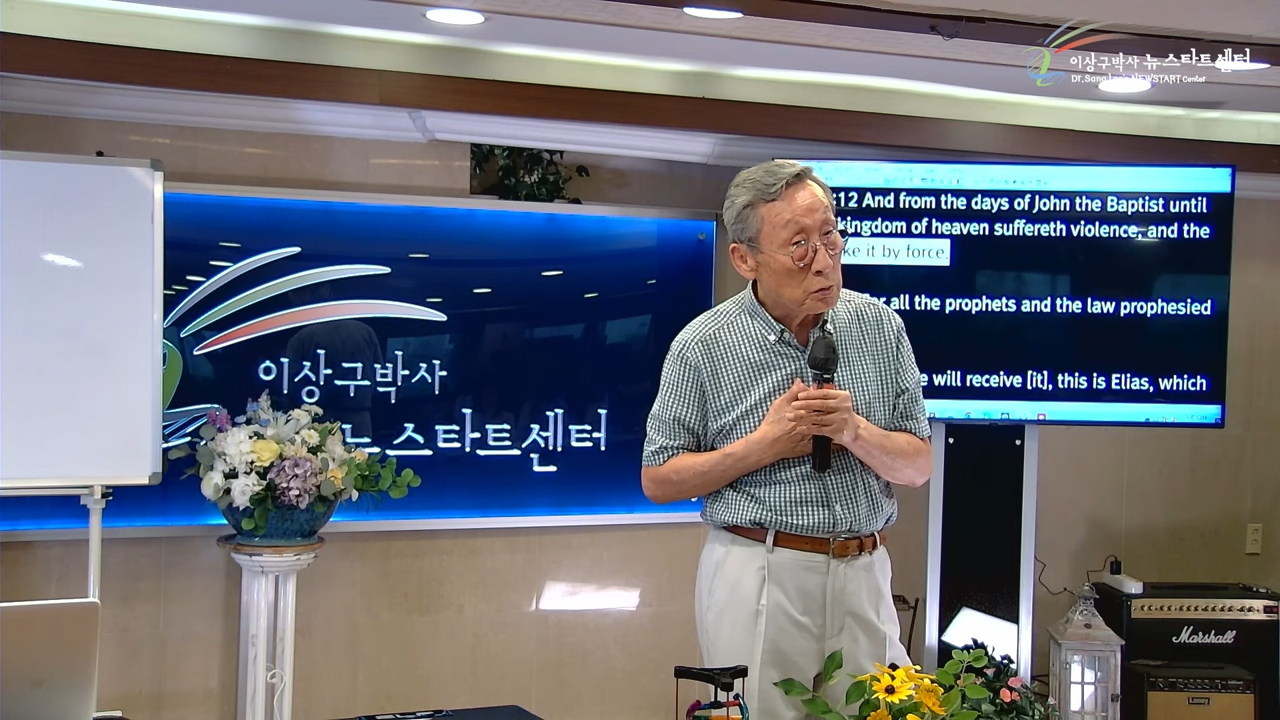 이상구박사 뉴스타트센터
Dr. Sang Lee's NEWSTART Center
:12 And from the days of John the Baptist until
kingdom of heaven suffereth violence, and the
ke it by force.
for all the prophets and the law prophesied
e will receive [it], this is Elias, which
이상구박사
뉴스타트센터
Marshall
Laney